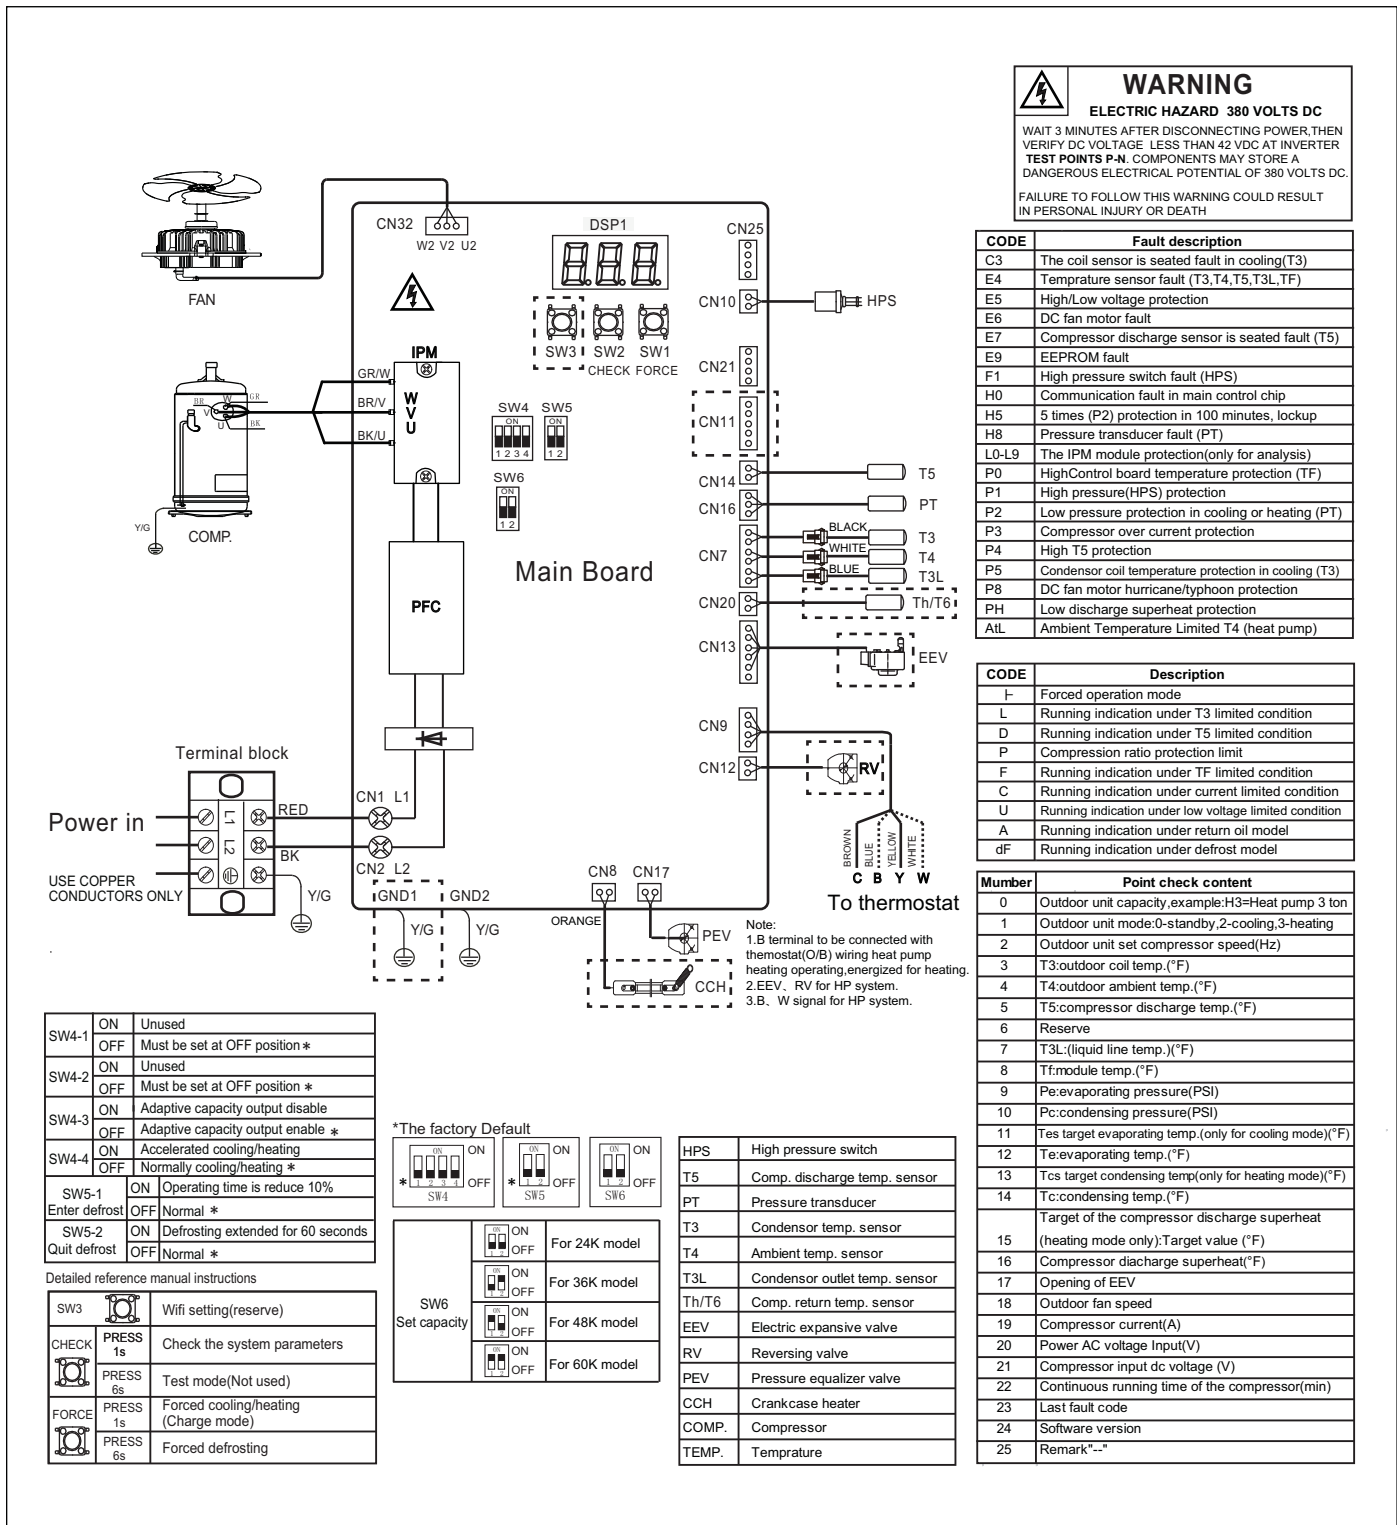 WARNING
ELECTRIC HAZARD 380 VOLTS DC
WAIT 3 MINUTES AFTER DISCONNECTING POWER,THEN
VERIFY DC VOLTAGE LESS THAN 42 VDC AT INVERTER
TEST POINTS P-N. COMPONENTS MAY STORE A
DANGEROUS ELECTRICAL POTENTIAL OF 380 VOLTS DC.
FAILURE TO FOLLOW THIS WARNING COULD RESULT
IN PERSONAL INJURY OR DEATH
FAN
CN32
W2 V2 U2
DSP1
CN25
CN10
HPS
SW3 SW2 SW1
CHECK FORCE
CN21
IPM
GR/W
BR/V
BK/U
W
V
U
BR
W
GR
V
U
BK
Y/G
COMP.
SW4 SW5
ON
1 2 3 4
ON
1 2
SW6
ON
1 2
CN11
CN14
T5
CN16
PT
BLACK
T3
CN7
WHITE
T4
BLUE
T3L
Main Board
CN20
Th/T6
PFC
CN13
EEV
CN9
CN12
RV
Terminal block
Power in
L1
L2
RED
BK
CN1 L1
CN2 L2
USE COPPER
CONDUCTORS ONLY
Y/G
GND1
GND2
Y/G
Y/G
CN8 CN17
ORANGE
PEV
CCH
BROWN
BLUE
YELLOW
WHITE
C B Y W
To thermostat
Note:
1.B terminal to be connected with
themostat(O/B) wiring heat pump
heating operating,energized for heating.
2.EEV、RV for HP system.
3.B、W signal for HP system.
CODE Fault description
C3 The coil sensor is seated fault in cooling(T3)
E4 Temprature sensor fault (T3,T4,T5,T3L,TF)
E5 High/Low voltage protection
E6 DC fan motor fault
E7 Compressor discharge sensor is seated fault (T5)
E9 EEPROM fault
F1 High pressure switch fault (HPS)
H0 Communication fault in main control chip
H5 5 times (P2) protection in 100 minutes, lockup
H8 Pressure transducer fault (PT)
L0-L9 The IPM module protection(only for analysis)
P0 HighControl board temperature protection (TF)
P1 High pressure(HPS) protection
P2 Low pressure protection in cooling or heating (PT)
P3 Compressor over current protection
P4 High T5 protection
P5 Condensor coil temperature protection in cooling (T3)
P8 DC fan motor hurricane/typhoon protection
PH Low discharge superheat protection
AtL Ambient Temperature Limited T4 (heat pump)
CODE Description
⊢ Forced operation mode
L Running indication under T3 limited condition
D Running indication under T5 limited condition
P Compression ratio protection limit
F Running indication under TF limited condition
C Running indication under current limited condition
U Running indication under low voltage limited condition
A Running indication under return oil model
dF Running indication under defrost model
Mumber Point check content
0 Outdoor unit capacity,example:H3=Heat pump 3 ton
1 Outdoor unit mode:0-standby,2-cooling,3-heating
2 Outdoor unit set compressor speed(Hz)
3 T3:outdoor coil temp.(°F)
4 T4:outdoor ambient temp.(°F)
5 T5:compressor discharge temp.(°F)
6 Reserve
7 T3L:(liquid line temp.)(°F)
8 Tf:module temp.(°F)
9 Pe:evaporating pressure(PSI)
10 Pc:condensing pressure(PSI)
11 Tes target evaporating temp.(only for cooling mode)(°F)
12 Te:evaporating temp.(°F)
13 Tcs target condensing temp(only for heating mode)(°F)
14 Tc:condensing temp.(°F)
Target of the compressor discharge superheat
15 (heating mode only):Target value (°F)
16 Compressor diacharge superheat(°F)
17 Opening of EEV
18 Outdoor fan speed
19 Compressor current(A)
20 Power AC voltage Input(V)
21 Compressor input dc voltage (V)
22 Continuous running time of the compressor(min)
23 Last fault code
24 Software version
25 Remark"--"
SW4-1 ON Unused
OFF Must be set at OFF position *
SW4-2 ON Unused
OFF Must be set at OFF position *
SW4-3 ON Adaptive capacity output disable
OFF Adaptive capacity output enable *
SW4-4 ON Accelerated cooling/heating
OFF Normally cooling/heating *
SW5-1 ON Operating time is reduce 10%
Enter defrost OFF Normal *
SW5-2 ON Defrosting extended for 60 seconds
Quit defrost OFF Normal *
Detailed reference manual instructions
SW3 Wifi setting(reserve)
CHECK PRESS 1s Check the system parameters
PRESS 6s Test mode(Not used)
FORCE PRESS 1s Forced cooling/heating
(Charge mode)
PRESS 6s Forced defrosting
*The factory Default
ON
1 2 3 4
SW4
ON
OFF
*
ON
1 2
SW5
ON
OFF
*
ON
1 2
SW6
ON
OFF
SW6
Set capacity
ON 1 2 ON OFF For 24K model
ON 1 2 ON OFF For 36K model
ON 1 2 ON OFF For 48K model
ON 1 2 ON OFF For 60K model
HPS High pressure switch
T5 Comp. discharge temp. sensor
PT Pressure transducer
T3 Condensor temp. sensor
T4 Ambient temp. sensor
T3L Condensor outlet temp. sensor
Th/T6 Comp. return temp. sensor
EEV Electric expansive valve
RV Reversing valve
PEV Pressure equalizer valve
CCH Crankcase heater
COMP. Compressor
TEMP. Temprature